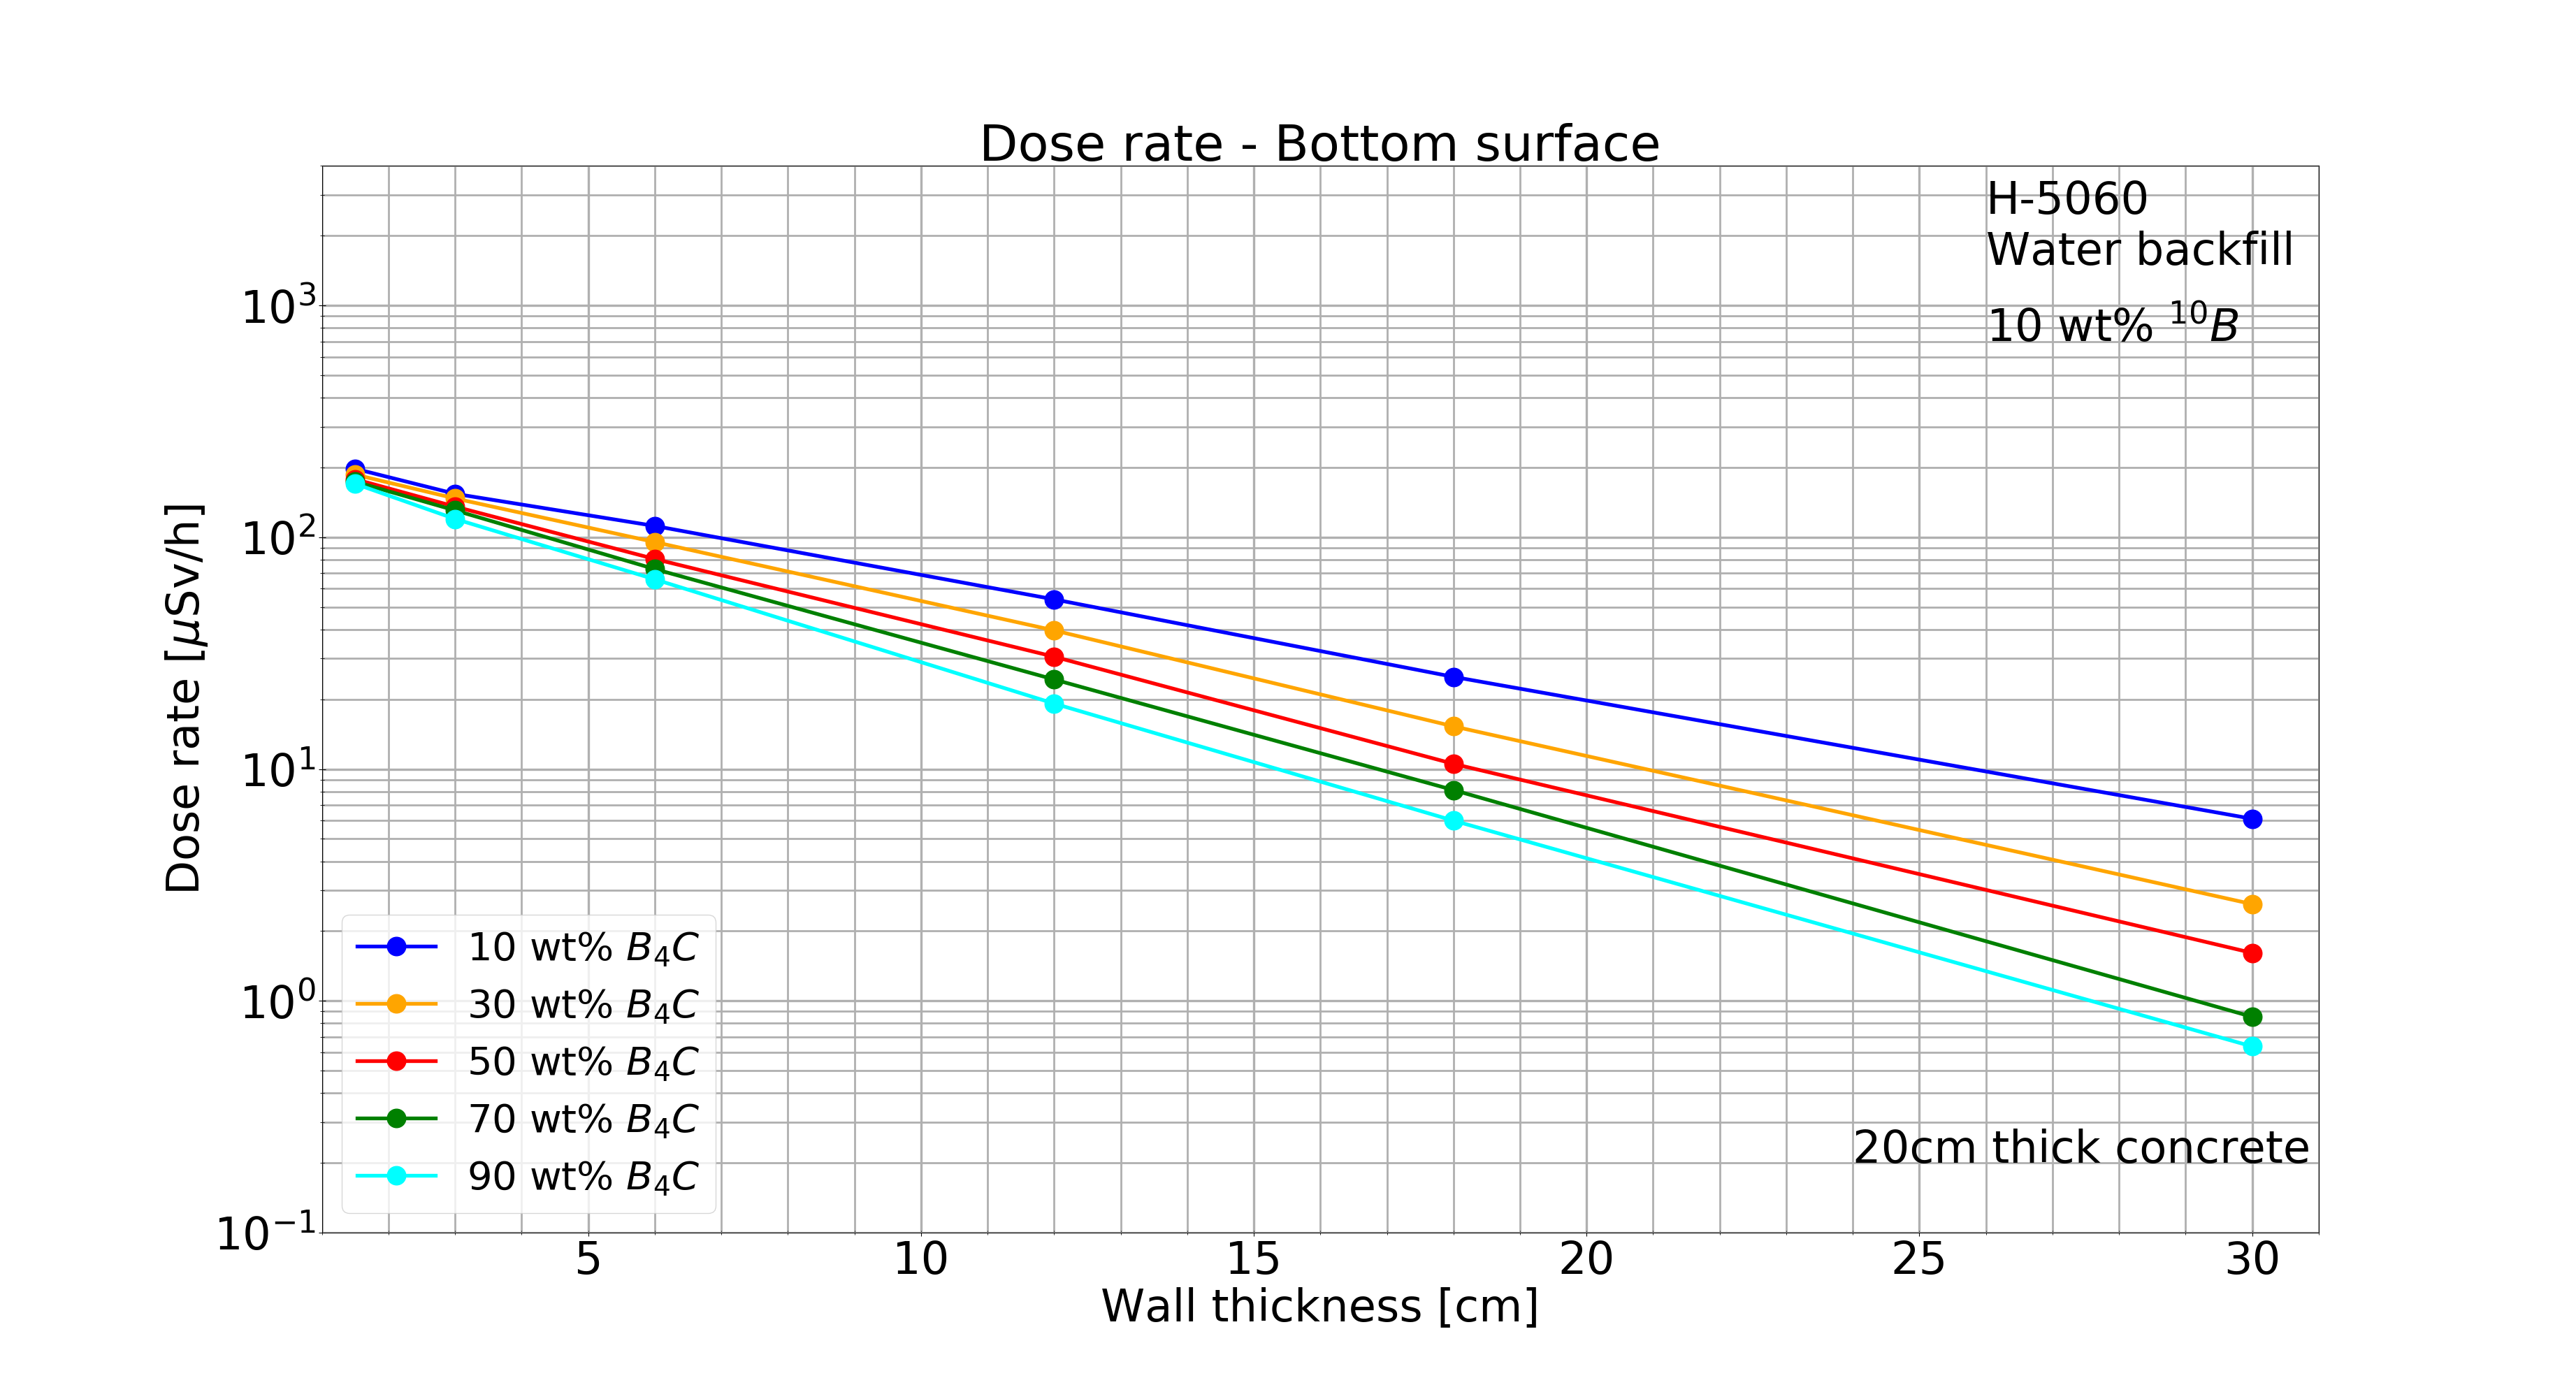 Dose rate - Bottom surface
H-5060
Water backfill
10 wt% ¹⁰B
Dose rate [μSv/h]
10³
10²
10¹
10⁰
10⁻¹
10 wt% B₄C
30 wt% B₄C
50 wt% B₄C
70 wt% B₄C
90 wt% B₄C
20cm thick concrete
5 10 15 20 25 30
Wall thickness [cm]